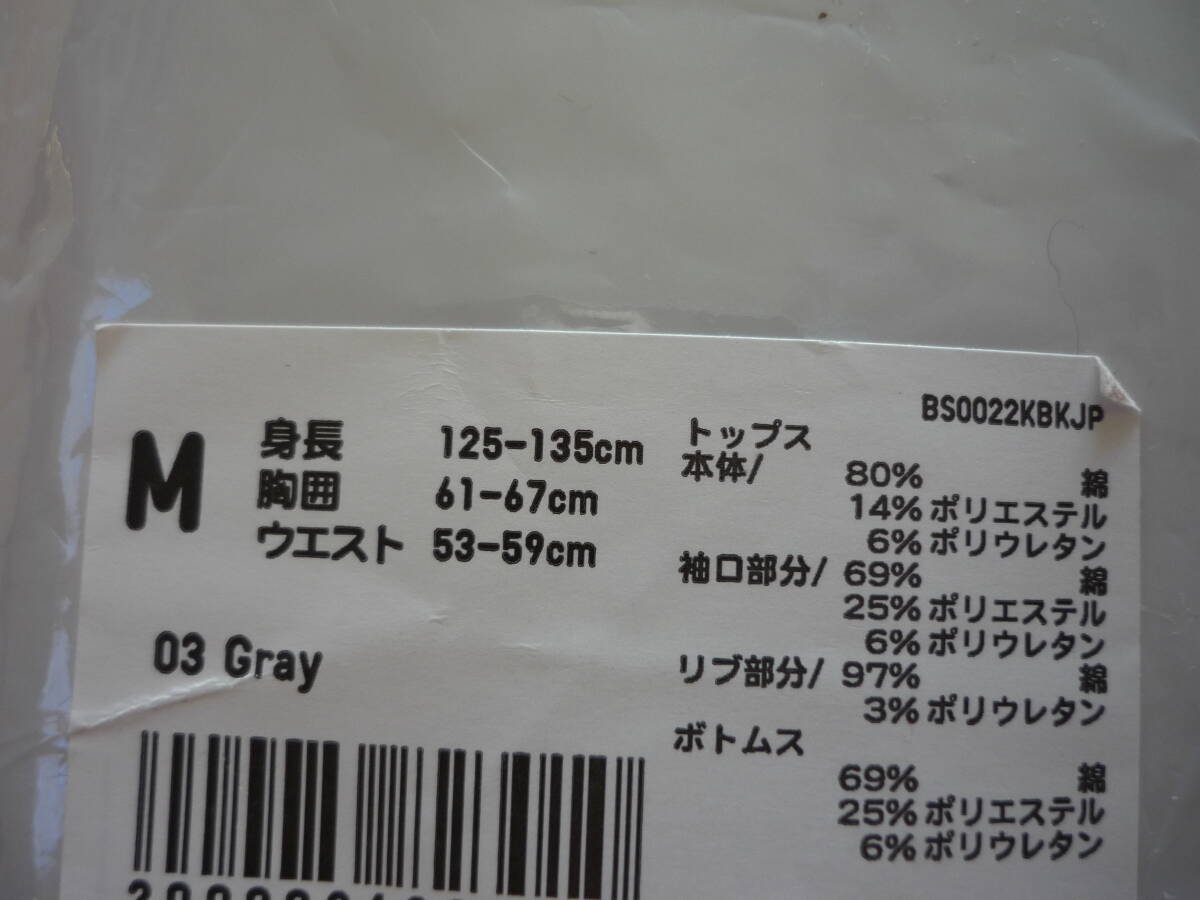 M
身長 125-135cm
胸囲 61-67cm
ウエスト 53-59cm
03 Gray
BS0022KBKJP
トップス
本体/ 80% 綿
14% ポリエステル
6% ポリウレタン
袖口部分/ 69% 綿
25% ポリエステル
6% ポリウレタン
リブ部分/ 97% 綿
3% ポリウレタン
ボトムス
69% 綿
25% ポリエステル
6% ポリウレタン